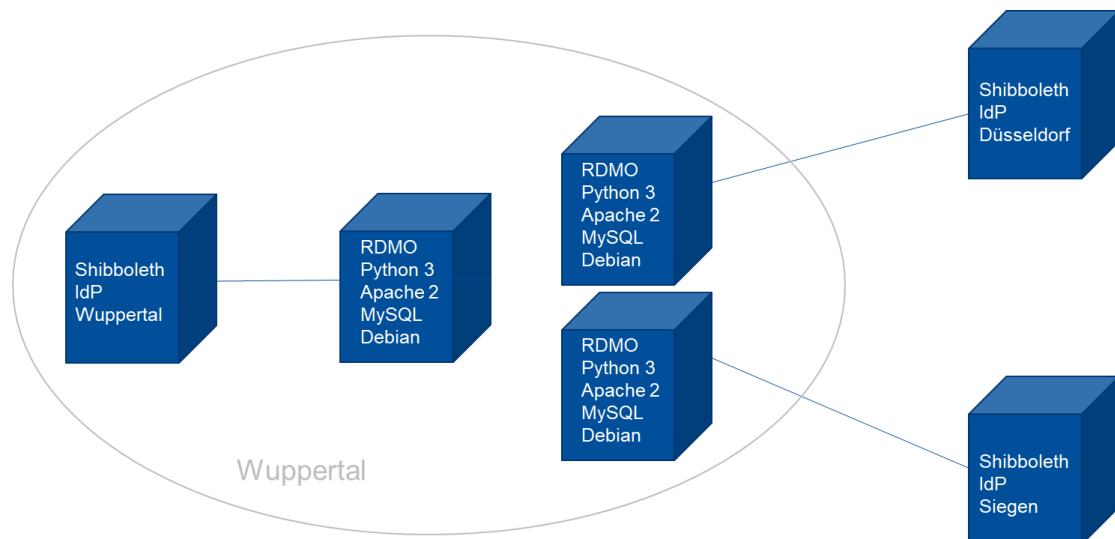 Shibboleth
IdP
Wuppertal
RDMO
Python 3
Apache 2
MySQL
Debian
RDMO
Python 3
Apache 2
MySQL
Debian
RDMO
Python 3
Apache 2
MySQL
Debian
Shibboleth
IdP
Düsseldorf
Shibboleth
IdP
Siegen
Wuppertal